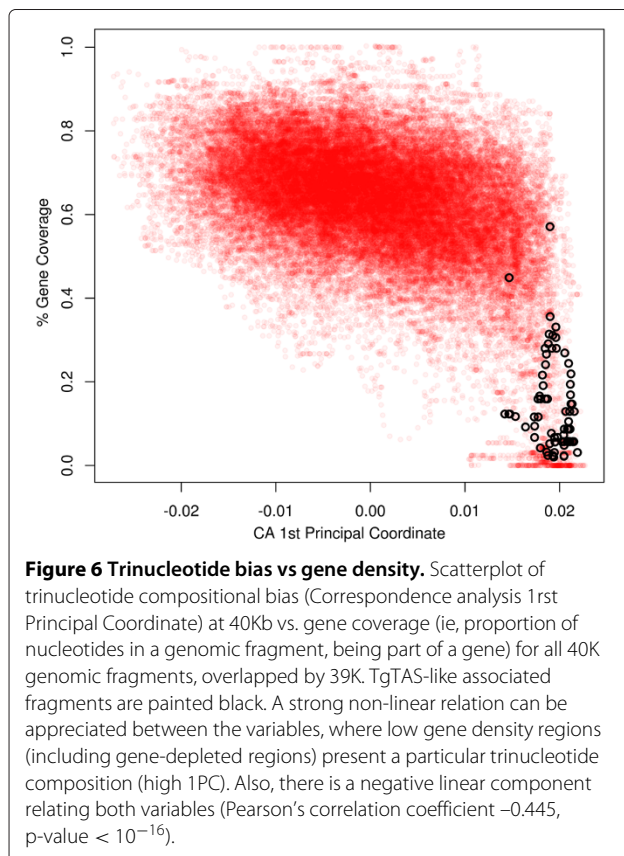 1.0
0.8
0.6
0.4
0.2
0.0
% Gene Coverage
-0.02 -0.01 0.00 0.01 0.02
CA 1st Principal Coordinate
Figure 6 Trinucleotide bias vs gene density. Scatterplot of
trinucleotide compositional bias (Correspondence analysis 1rst
Principal Coordinate) at 40Kb vs. gene coverage (ie, proportion of
nucleotides in a genomic fragment, being part of a gene) for all 40K
genomic fragments, overlapped by 39K. TgTAS-like associated
fragments are painted black. A strong non-linear relation can be
appreciated between the variables, where low gene density regions
(including gene-depleted regions) present a particular trinucleotide
composition (high 1PC). Also, there is a negative linear component
relating both variables (Pearson's correlation coefficient –0.445,
p-value < 10⁻¹⁶).